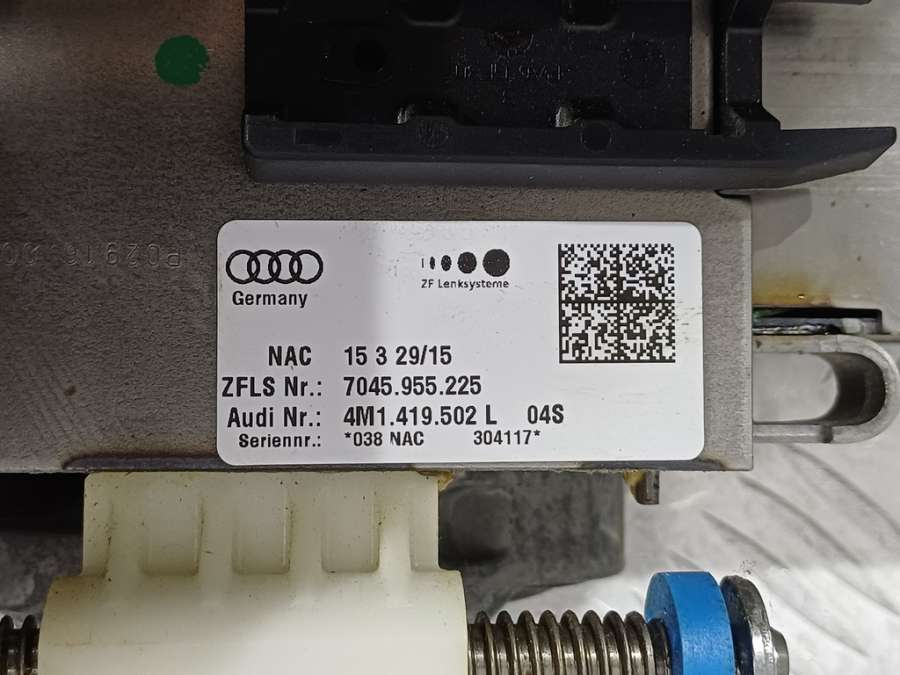 Germany
ZF Lenksysteme
NAC 15 3 29/15
ZFLS Nr.: 7045.955.225
Audi Nr.: 4M1.419.502 L 04S
Seriennr.: *038 NAC 304117*